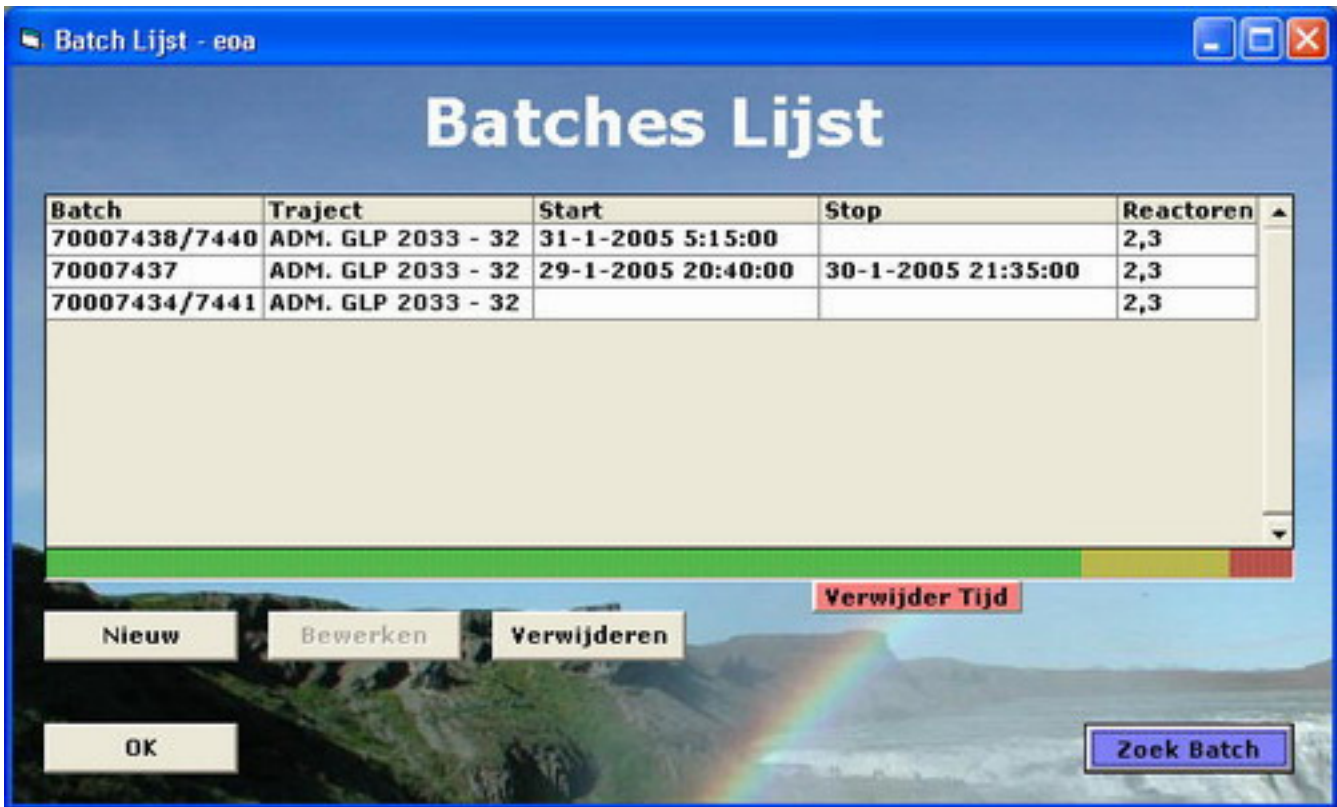 Batch Lijst - eoa
Batches Lijst
Batch Traject Start Stop Reactoren
70007438/7440 ADM. GLP 2033 - 32 31-1-2005 5:15:00 2,3
70007437 ADM. GLP 2033 - 32 29-1-2005 20:40:00 30-1-2005 21:35:00 2,3
70007434/7441 ADM. GLP 2033 - 32 2,3
Verwijder Tijd
Nieuw Bewerken Verwijderen
OK Zoek Batch